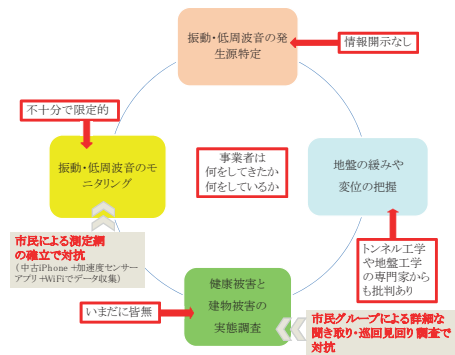 振動・低周波音の発
生源特定
情報開示なし
不十分で限定的
振動・低周波音のモ
ニタリング
事業者は
何をしてきたか
何をしているか
地盤の緩みや
変位の把握
市民による測定網
の確立で対抗
（中古iPhone+加速度センサー
アプリ+WiFiでデータ収集）
トンネル工学
や地盤工学
の専門家から
も批判あり
健康被害と
建物被害の
実態調査
いまだに皆無
市民グループによる詳細な
聞き取り・巡回見回り調査で
対抗